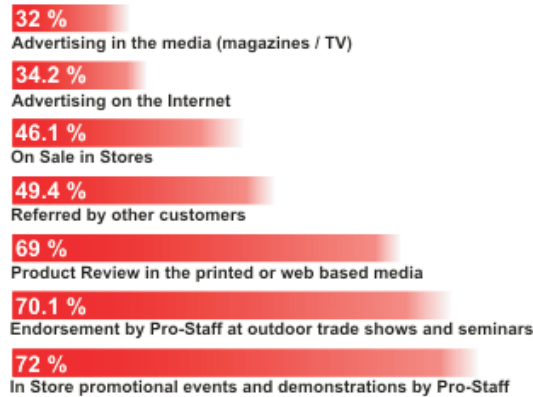 32 %
Advertising in the media (magazines / TV)
34.2 %
Advertising on the Internet
46.1 %
On Sale in Stores
49.4 %
Referred by other customers
69 %
Product Review in the printed or web based media
70.1 %
Endorsement by Pro-Staff at outdoor trade shows and seminars
72 %
In Store promotional events and demonstrations by Pro-Staff